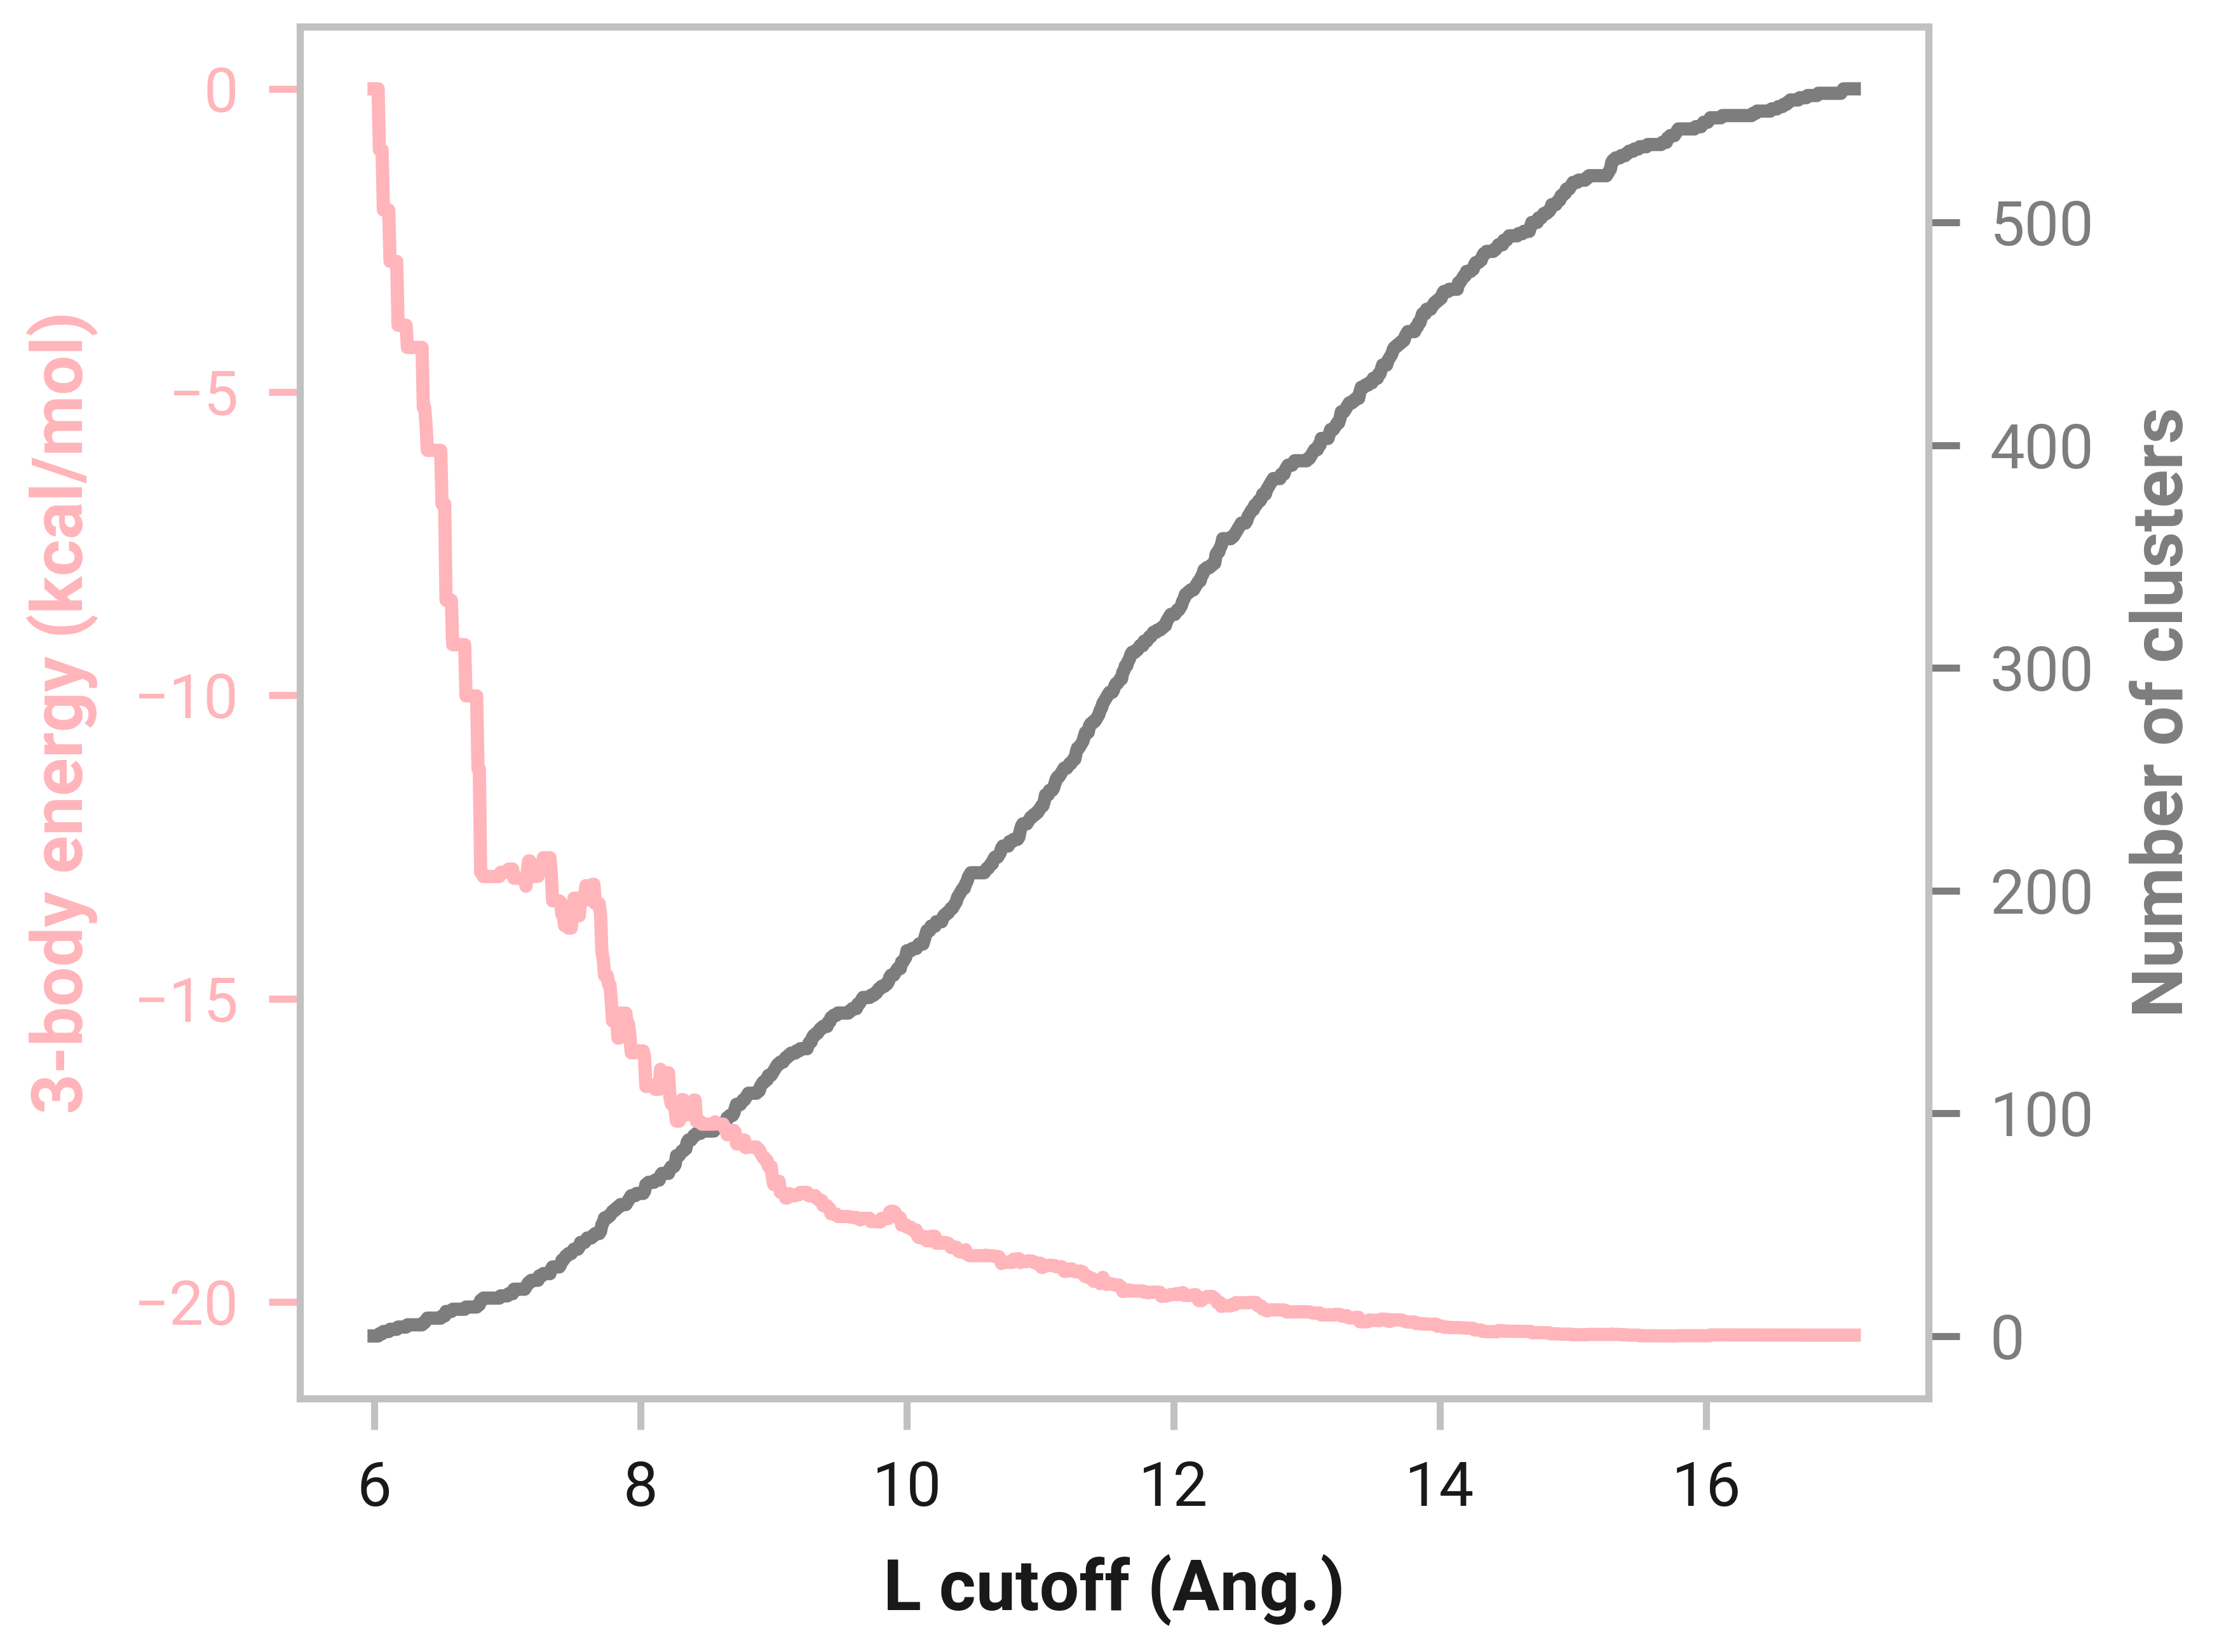 3-body energy (kcal/mol)
0
−5
−10
−15
−20
500
400
300
200
100
0
Number of clusters
6 8 10 12 14 16
L cutoff (Ang.)